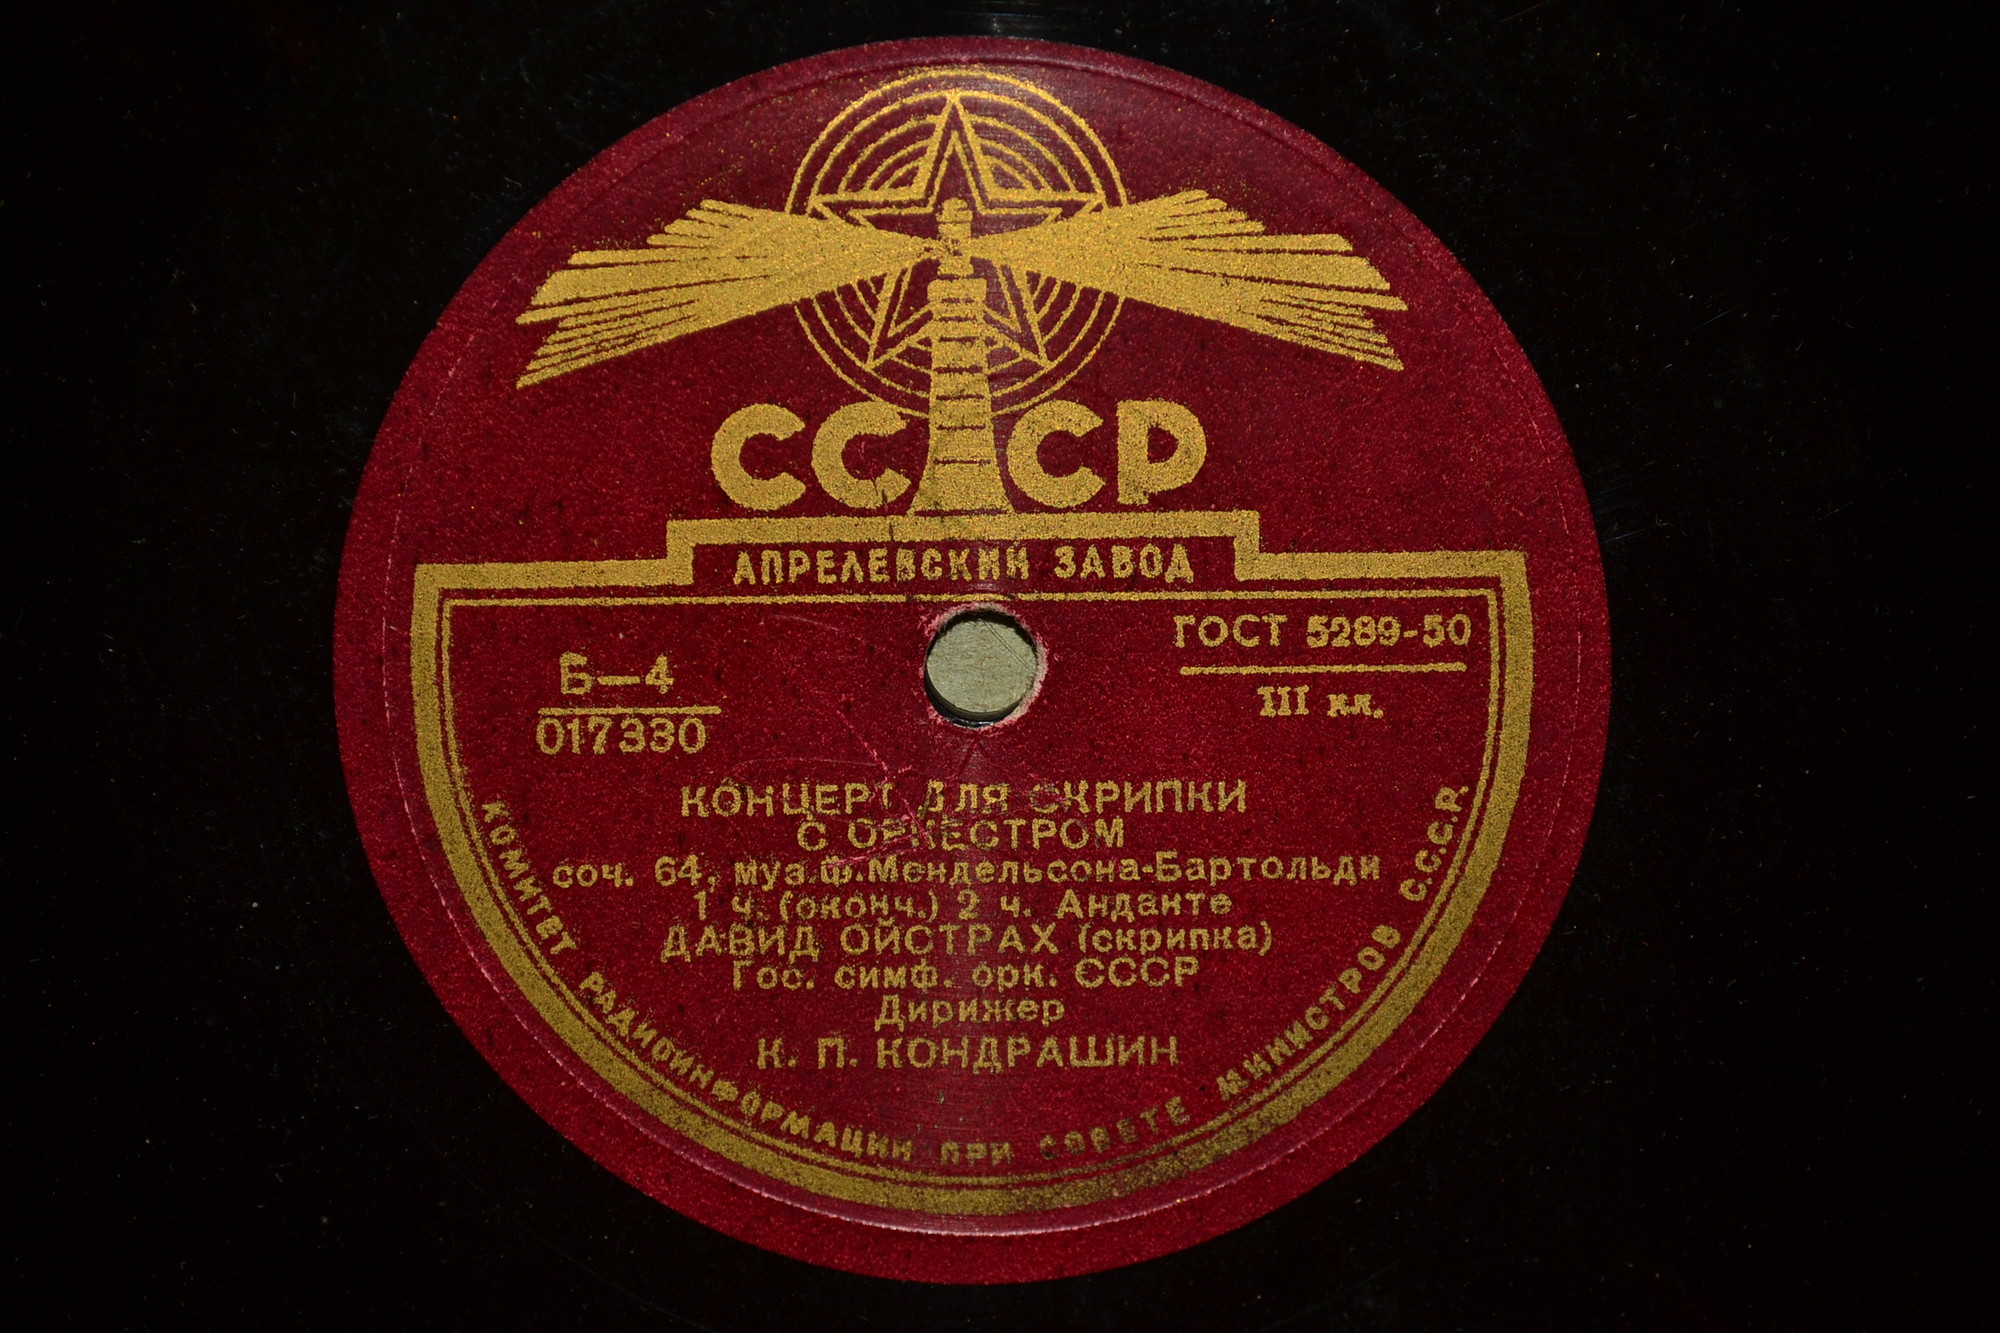 СССР
АПРЕЛЕВСКИЙ ЗАВОД
ГОСТ 5289-50
III кл.
Б—4
017330
КОНЦЕРТ ДЛЯ СКРИПКИ
С ОРКЕСТРОМ
соч. 64, муз.Ф.Мендельсона-Бартольди
1 ч. (оконч.) 2 ч. Анданте
ДАВИД ОЙСТРАХ (скрипка)
Гос. симф. орк. СССР
Дирижер
К. П. КОНДРАШИН
КОМИТЕТ РАДИОИНФОРМАЦИИ ПРИ СОВЕТЕ МИНИСТРОВ С.С.С.Р.